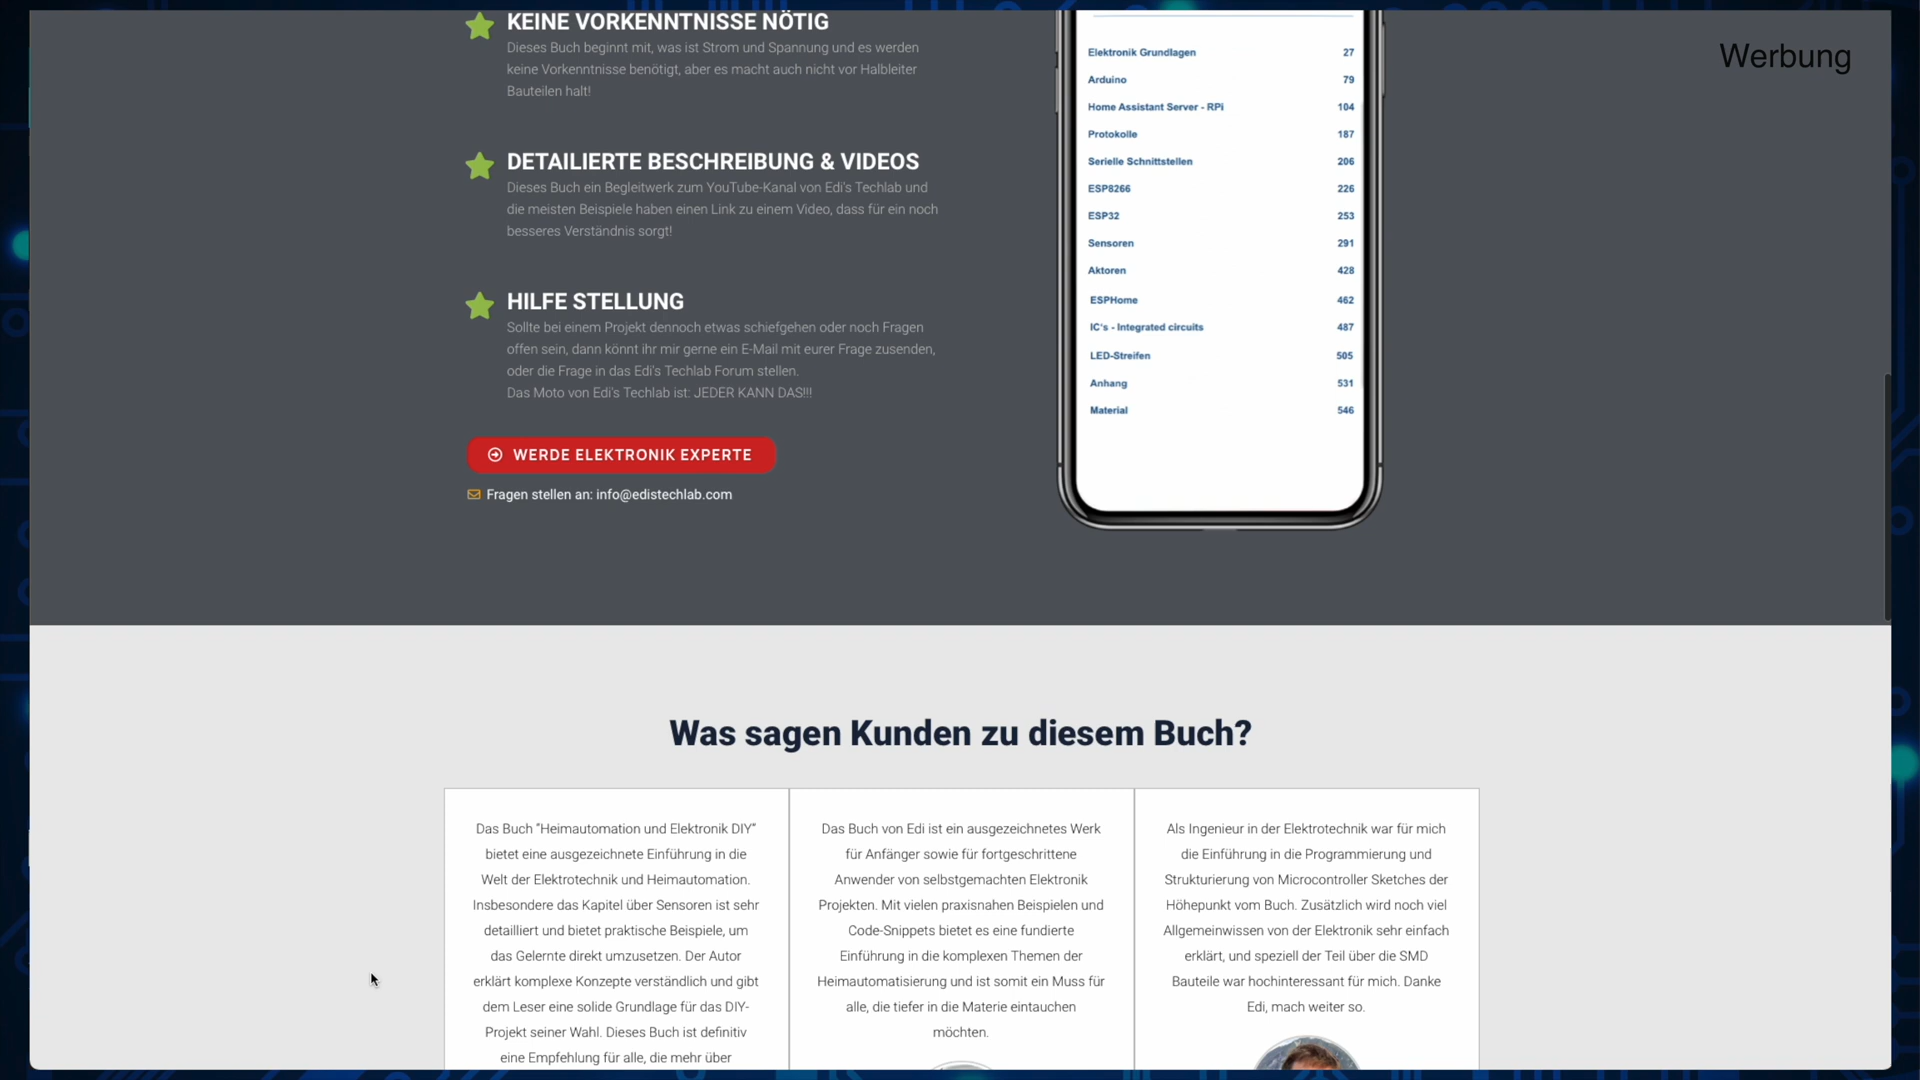 KEINE VORKENNTNISSE NÖTIG
Dieses Buch beginnt mit, was ist Strom und Spannung und es werden
keine Vorkenntnisse benötigt, aber es macht auch nicht vor Halbleiter
Bauteilen halt!
DETAILIERTE BESCHREIBUNG & VIDEOS
Dieses Buch ein Begleitwerk zum YouTube-Kanal von Edi's Techlab und
die meisten Beispiele haben einen Link zu einem Video, dass für ein noch
besseres Verständnis sorgt!
HILFE STELLUNG
Sollte bei einem Projekt dennoch etwas schiefgehen oder noch Fragen
offen sein, dann könnt ihr mir gerne ein E-Mail mit eurer Frage zusenden,
oder die Frage in das Edi's Techlab Forum stellen.
Das Moto von Edi's Techlab ist: JEDER KANN DAS!!!
WERDE ELEKTRONIK EXPERTE
Fragen stellen an: info@edistechlab.com
Elektronik Grundlagen 27
Arduino 79
Home Assistant Server - RPi 104
Protokolle 187
Serielle Schnittstellen 206
ESP8266 226
ESP32 253
Sensoren 291
Aktoren 428
ESPHome 462
IC's - Integrated circuits 487
LED-Streifen 505
Anhang 531
Material 546
Werbung
Was sagen Kunden zu diesem Buch?
Das Buch “Heimautomation und Elektronik DIY”
bietet eine ausgezeichnete Einführung in die
Welt der Elektrotechnik und Heimautomation.
Insbesondere das Kapitel über Sensoren ist sehr
detailliert und bietet praktische Beispiele, um
das Gelernte direkt umzusetzen. Der Autor
erklärt komplexe Konzepte verständlich und gibt
dem Leser eine solide Grundlage für das DIY-
Projekt seiner Wahl. Dieses Buch ist definitiv
eine Empfehlung für alle, die mehr über
Das Buch von Edi ist ein ausgezeichnetes Werk
für Anfänger sowie für fortgeschrittene
Anwender von selbstgemachten Elektronik
Projekten. Mit vielen praxisnahen Beispielen und
Code-Snippets bietet es eine fundierte
Einführung in die komplexen Themen der
Heimautomatisierung und ist somit ein Muss für
alle, die tiefer in die Materie eintauchen
möchten.
Als Ingenieur in der Elektrotechnik war für mich
die Einführung in die Programmierung und
Strukturierung von Microcontroller Sketches der
Höhepunkt vom Buch. Zusätzlich wird noch viel
Allgemeinwissen von der Elektronik sehr einfach
erklärt, und speziell der Teil über die SMD
Bauteile war hochinteressant für mich. Danke
Edi, mach weiter so.